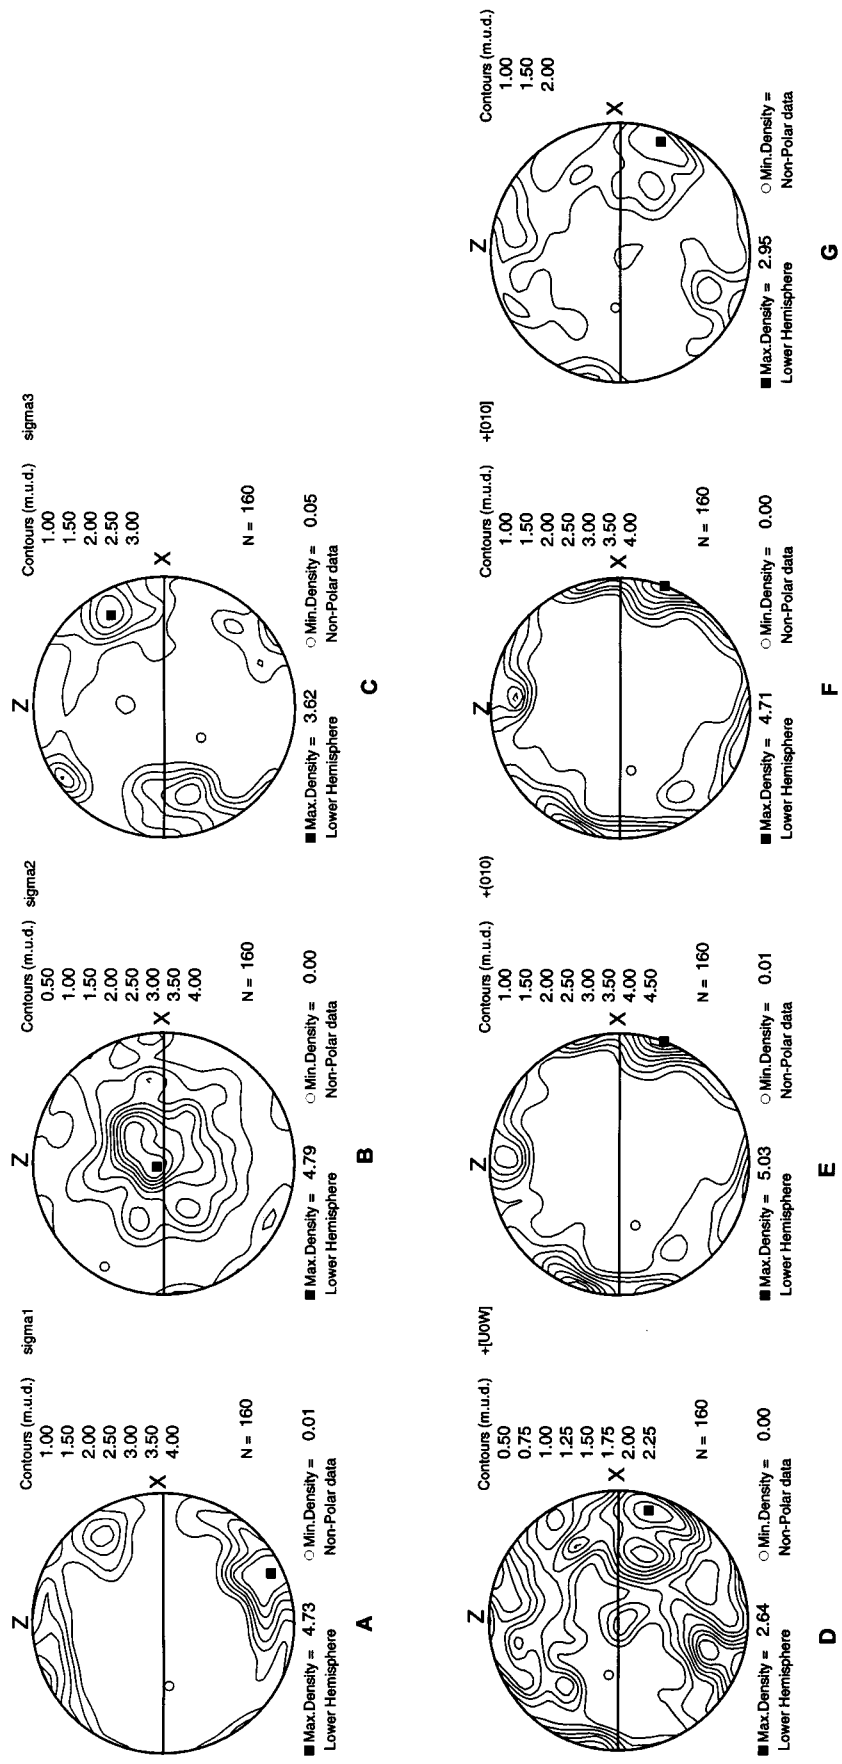 Z
X
Contours (m.u.d.)
1.00
1.50
2.00
2.50
3.00
3.50
4.00
sigma1
N = 160
■ Max.Density = 4.73
Lower Hemisphere
○ Min.Density = 0.01
Non-Polar data
A
Z
X
Contours (m.u.d.)
0.50
1.00
1.50
2.00
2.50
3.00
3.50
4.00
sigma2
N = 160
■ Max.Density = 4.79
Lower Hemisphere
○ Min.Density = 0.00
Non-Polar data
B
Z
X
Contours (m.u.d.)
1.00
1.50
2.00
2.50
3.00
sigma3
N = 160
■ Max.Density = 3.62
Lower Hemisphere
○ Min.Density = 0.05
Non-Polar data
C
Z
X
Contours (m.u.d.)
0.50
0.75
1.00
1.25
1.50
1.75
2.00
2.25
+[U0W]
N = 160
■ Max.Density = 2.64
Lower Hemisphere
○ Min.Density = 0.00
Non-Polar data
D
Z
X
Contours (m.u.d.)
1.00
1.50
2.00
2.50
3.00
3.50
4.00
4.50
+(010)
N = 160
■ Max.Density = 5.03
Lower Hemisphere
○ Min.Density = 0.01
Non-Polar data
E
Z
X
Contours (m.u.d.)
1.00
1.50
2.00
2.50
3.00
3.50
4.00
+[010]
N = 160
■ Max.Density = 4.71
Lower Hemisphere
○ Min.Density = 0.00
Non-Polar data
F
Z
X
Contours (m.u.d.)
1.00
1.50
2.00
■ Max.Density = 2.95
Lower Hemisphere
○ Min.Density =
Non-Polar data
G